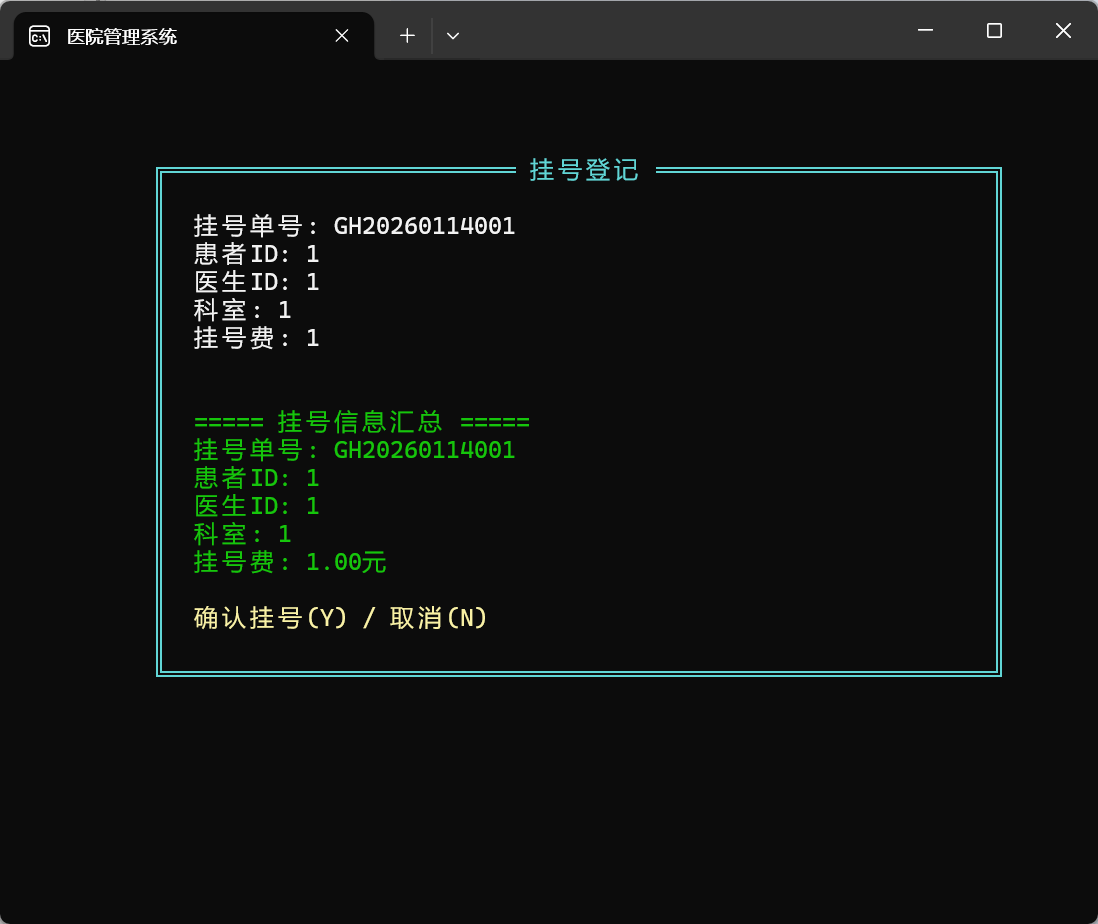 医院管理系统
挂号登记
挂号单号: GH20260114001
患者ID: 1
医生ID: 1
科室: 1
挂号费: 1
===== 挂号信息汇总 =====
挂号单号: GH20260114001
患者ID: 1
医生ID: 1
科室: 1
挂号费: 1.00元
确认挂号(Y) / 取消(N)